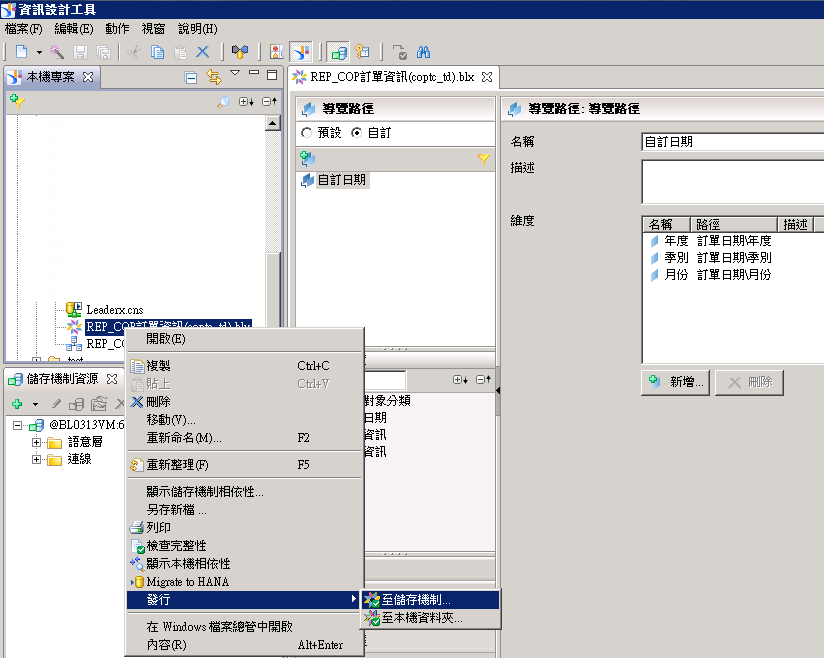 資訊設計工具
檔案(F) 編輯(E) 動作 視窗 說明(H)
本機專案
REP_COP訂單資訊(coptc_td).blx
導覽路徑
預設 自訂
自訂日期
導覽路徑: 導覽路徑
名稱
自訂日期
描述
維度
名稱 路徑 描述
年度 訂單日期\年度
季別 訂單日期\季別
月份 訂單日期\月份
新增... 刪除
Leaderx.cns
REP_COP訂單資訊(coptc_td).blx
REP_C
test
儲存機制資源
@BL0313VM:6
語意層
連線
對象分類
日期
資訊
資訊
開啟(E)
複製 Ctrl+C
貼上 Ctrl+V
刪除
移動(V)...
重新命名(M)... F2
重新整理(F) F5
顯示儲存機制相依性...
另存新檔 ...
列印
檢查完整性
顯示本機相依性
Migrate to HANA
發行
至儲存機制...
至本機資料夾...
在 Windows 檔案總管中開啟
內容(R) Alt+Enter